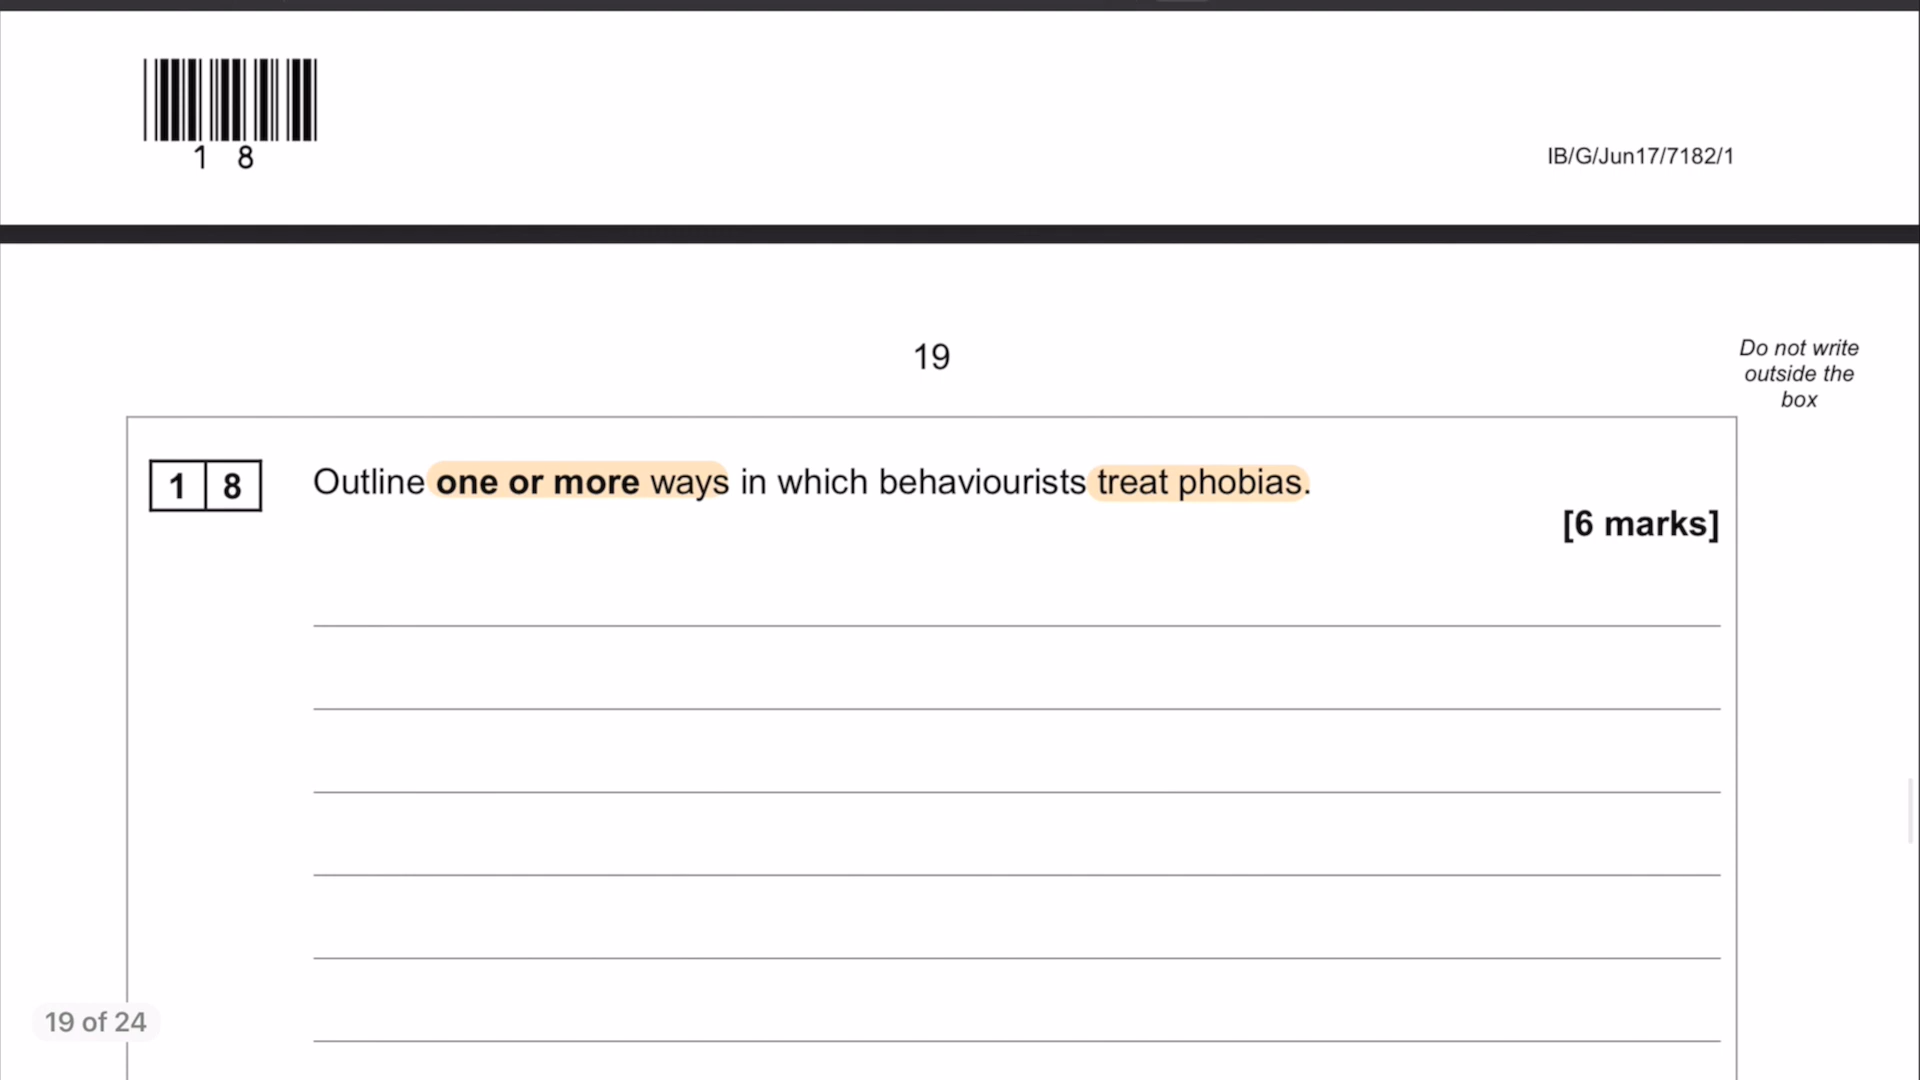 1 8
IB/G/Jun17/7182/1
19
Do not write
outside the
box
1 8 Outline one or more ways in which behaviourists treat phobias.
[6 marks]
19 of 24